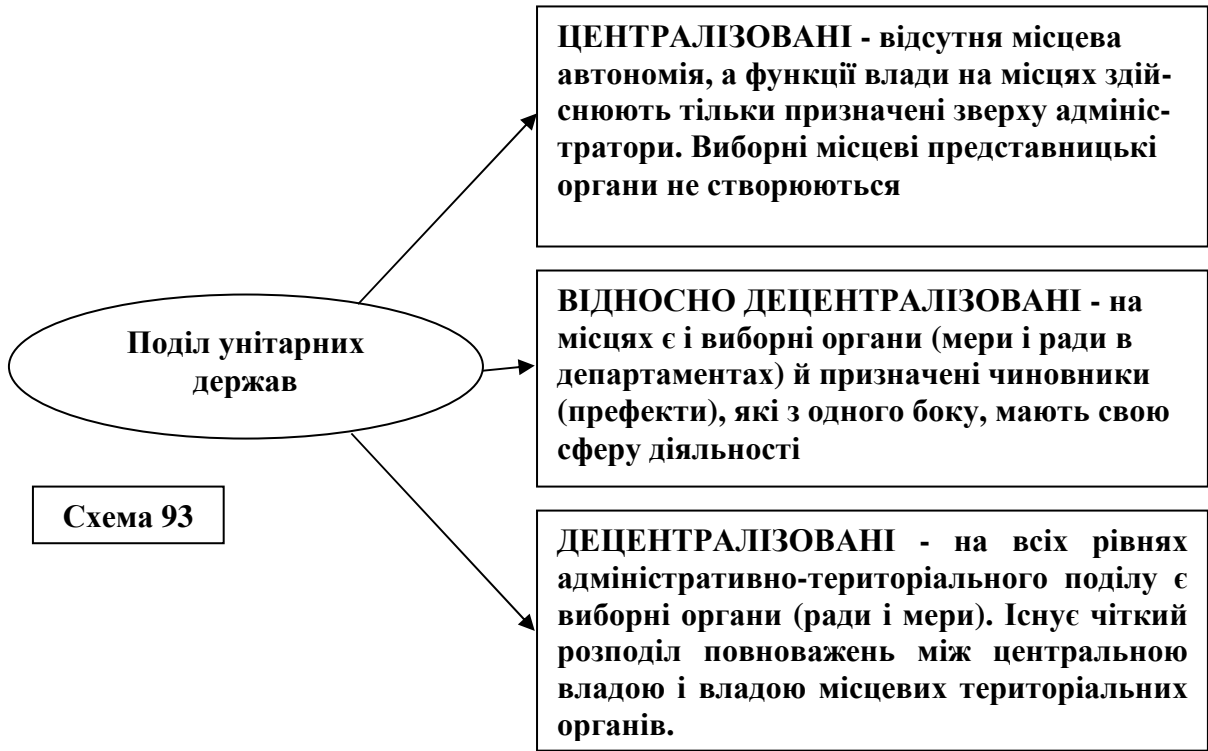 ЦЕНТРАЛІЗОВАНІ - відсутня місцева
автономія, а функції влади на місцях здій-
снюють тільки призначені зверху адмініс-
тратори. Виборні місцеві представницькі
органи не створюються
Поділ унітарних
держав
ВІДНОСНО ДЕЦЕНТРАЛІЗОВАНІ - на
місцях є і виборні органи (мери і ради в
департаментах) й призначені чиновники
(префекти), які з одного боку, мають свою
сферу діяльності
Схема 93
ДЕЦЕНТРАЛІЗОВАНІ - на всіх рівнях
адміністративно-територіального поділу є
виборні органи (ради і мери). Існує чіткий
розподіл повноважень між центральною
владою і владою місцевих територіальних
органів.